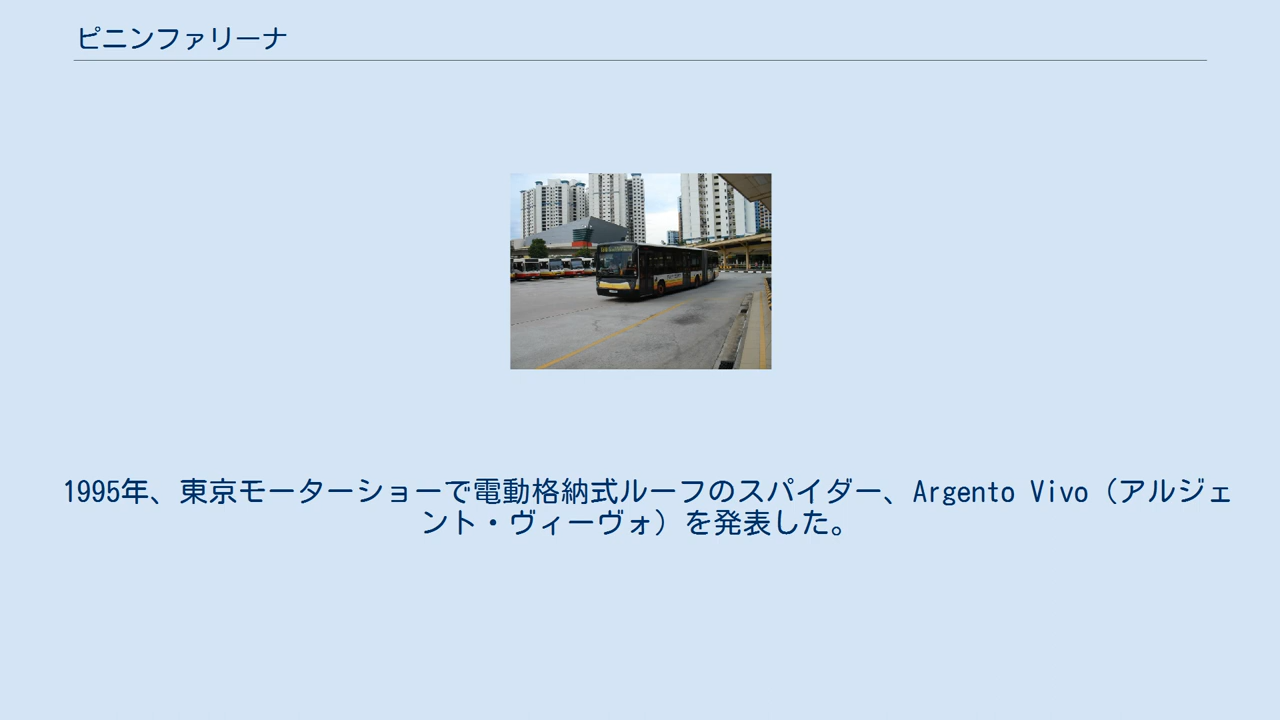 ピニンファリーナ
1995年、東京モーターショーで電動格納式ルーフのスパイダー、Argento Vivo（アルジェ
ント・ヴィーヴォ）を発表した。